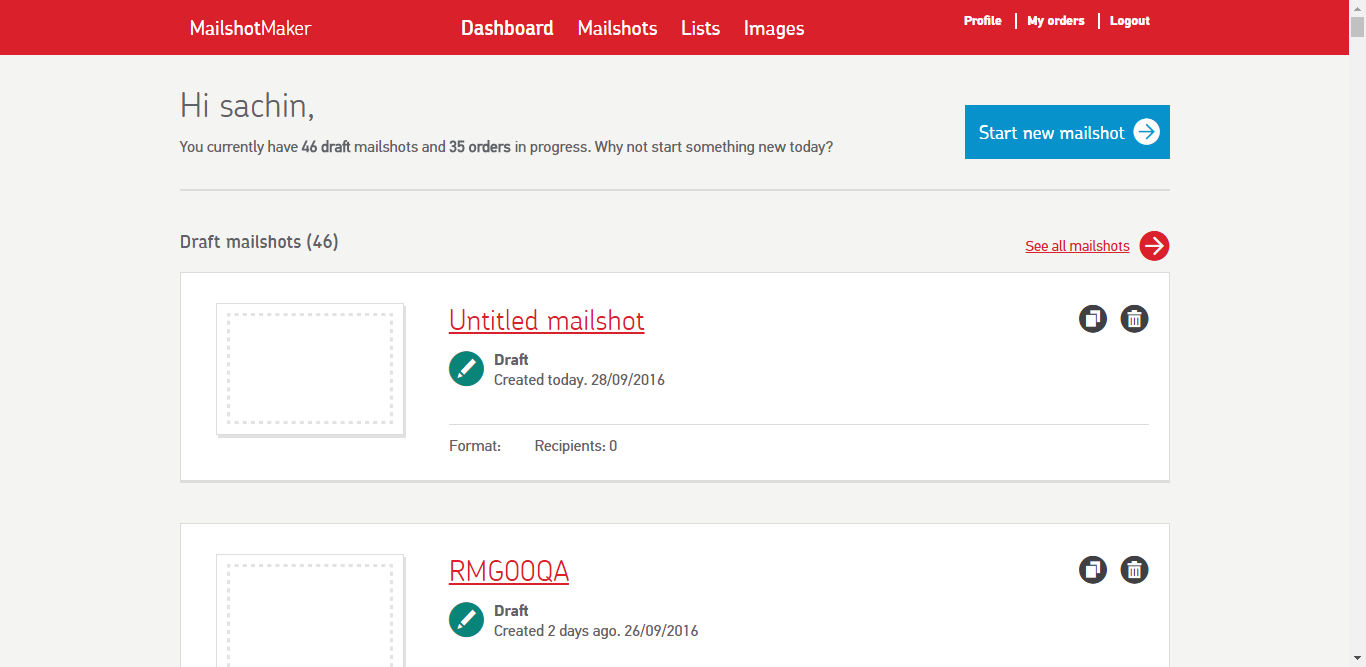 MailshotMaker Dashboard Mailshots Lists Images Profile My orders Logout
Hi sachin,
You currently have 46 draft mailshots and 35 orders in progress. Why not start something new today?
Start new mailshot
Draft mailshots (46)
See all mailshots
Untitled mailshot
Draft
Created today. 28/09/2016
Format: Recipients: 0
RMG00QA
Draft
Created 2 days ago. 26/09/2016